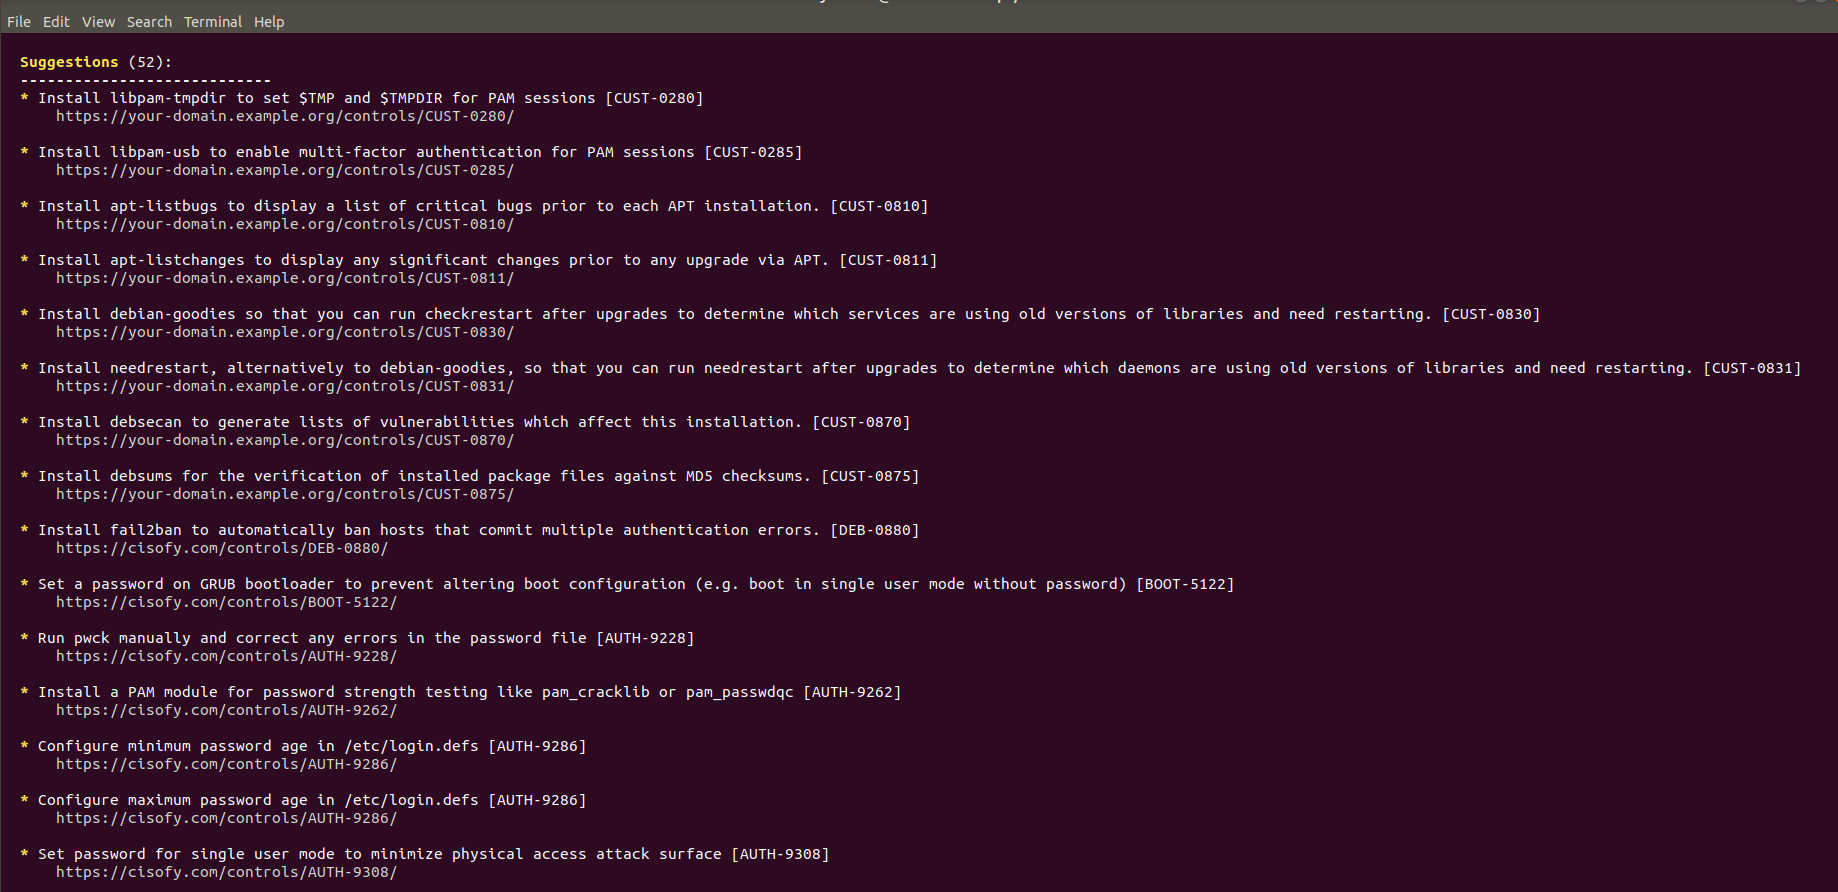 File Edit View Search Terminal Help
Suggestions (52):
----------------------------
* Install libpam-tmpdir to set $TMP and $TMPDIR for PAM sessions [CUST-0280]
https://your-domain.example.org/controls/CUST-0280/
* Install libpam-usb to enable multi-factor authentication for PAM sessions [CUST-0285]
https://your-domain.example.org/controls/CUST-0285/
* Install apt-listbugs to display a list of critical bugs prior to each APT installation. [CUST-0810]
https://your-domain.example.org/controls/CUST-0810/
* Install apt-listchanges to display any significant changes prior to any upgrade via APT. [CUST-0811]
https://your-domain.example.org/controls/CUST-0811/
* Install debian-goodies so that you can run checkrestart after upgrades to determine which services are using old versions of libraries and need restarting. [CUST-0830]
https://your-domain.example.org/controls/CUST-0830/
* Install needrestart, alternatively to debian-goodies, so that you can run needrestart after upgrades to determine which daemons are using old versions of libraries and need restarting. [CUST-0831]
https://your-domain.example.org/controls/CUST-0831/
* Install debsecan to generate lists of vulnerabilities which affect this installation. [CUST-0870]
https://your-domain.example.org/controls/CUST-0870/
* Install debsums for the verification of installed package files against MD5 checksums. [CUST-0875]
https://your-domain.example.org/controls/CUST-0875/
* Install fail2ban to automatically ban hosts that commit multiple authentication errors. [DEB-0880]
https://cisofy.com/controls/DEB-0880/
* Set a password on GRUB bootloader to prevent altering boot configuration (e.g. boot in single user mode without password) [BOOT-5122]
https://cisofy.com/controls/BOOT-5122/
* Run pwck manually and correct any errors in the password file [AUTH-9228]
https://cisofy.com/controls/AUTH-9228/
* Install a PAM module for password strength testing like pam_cracklib or pam_passwdqc [AUTH-9262]
https://cisofy.com/controls/AUTH-9262/
* Configure minimum password age in /etc/login.defs [AUTH-9286]
https://cisofy.com/controls/AUTH-9286/
* Configure maximum password age in /etc/login.defs [AUTH-9286]
https://cisofy.com/controls/AUTH-9286/
* Set password for single user mode to minimize physical access attack surface [AUTH-9308]
https://cisofy.com/controls/AUTH-9308/